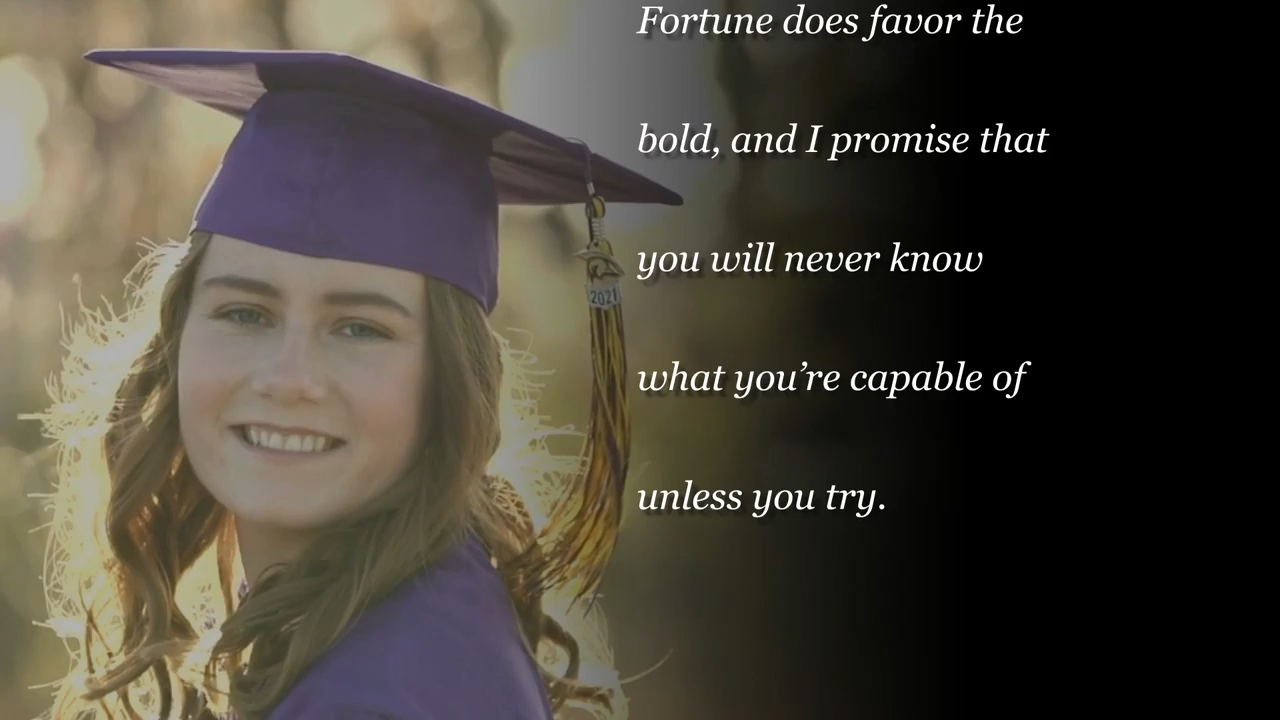 Fortune does favor the
bold, and I promise that
you will never know
what you’re capable of
unless you try.
2021